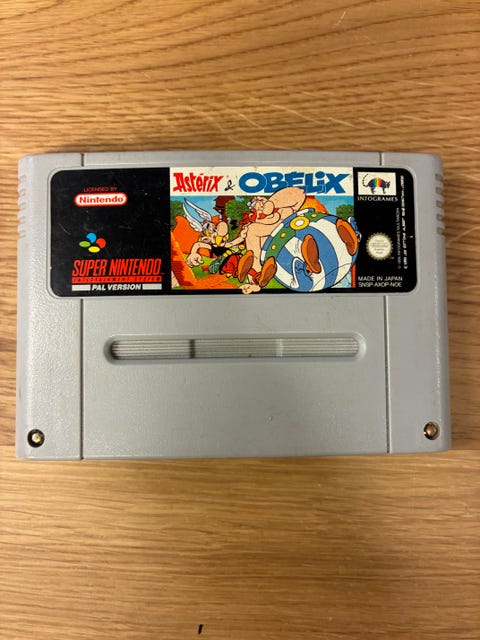 LICENSED BY
Nintendo
SUPER NINTENDO
ENTERTAINMENT SYSTEM
PAL VERSION
Astérix & OBELIX
INFOGRAMES
MADE IN JAPAN
SNSP-AXOP-NOE